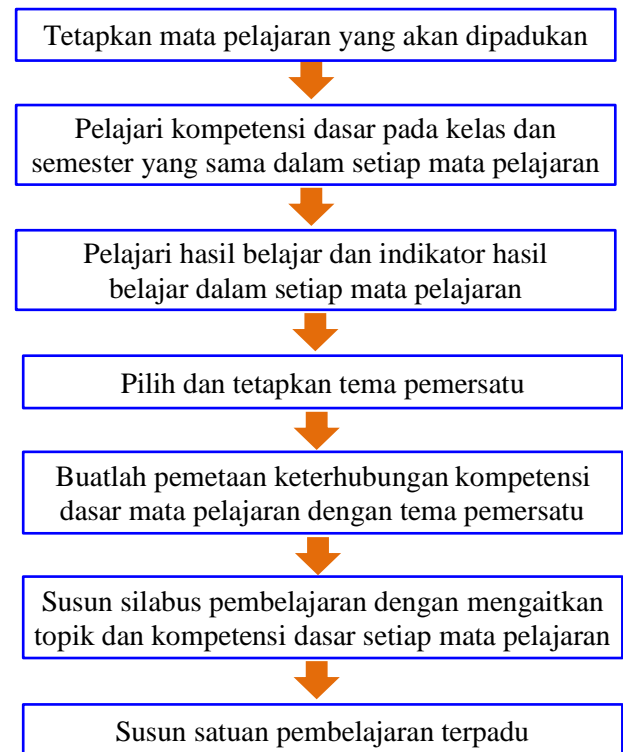 Tetapkan mata pelajaran yang akan dipadukan
Pelajari kompetensi dasar pada kelas dan
semester yang sama dalam setiap mata pelajaran
Pelajari hasil belajar dan indikator hasil
belajar dalam setiap mata pelajaran
Pilih dan tetapkan tema pemersatu
Buatlah pemetaan keterhubungan kompetensi
dasar mata pelajaran dengan tema pemersatu
Susun silabus pembelajaran dengan mengaitkan
topik dan kompetensi dasar setiap mata pelajaran
Susun satuan pembelajaran terpadu